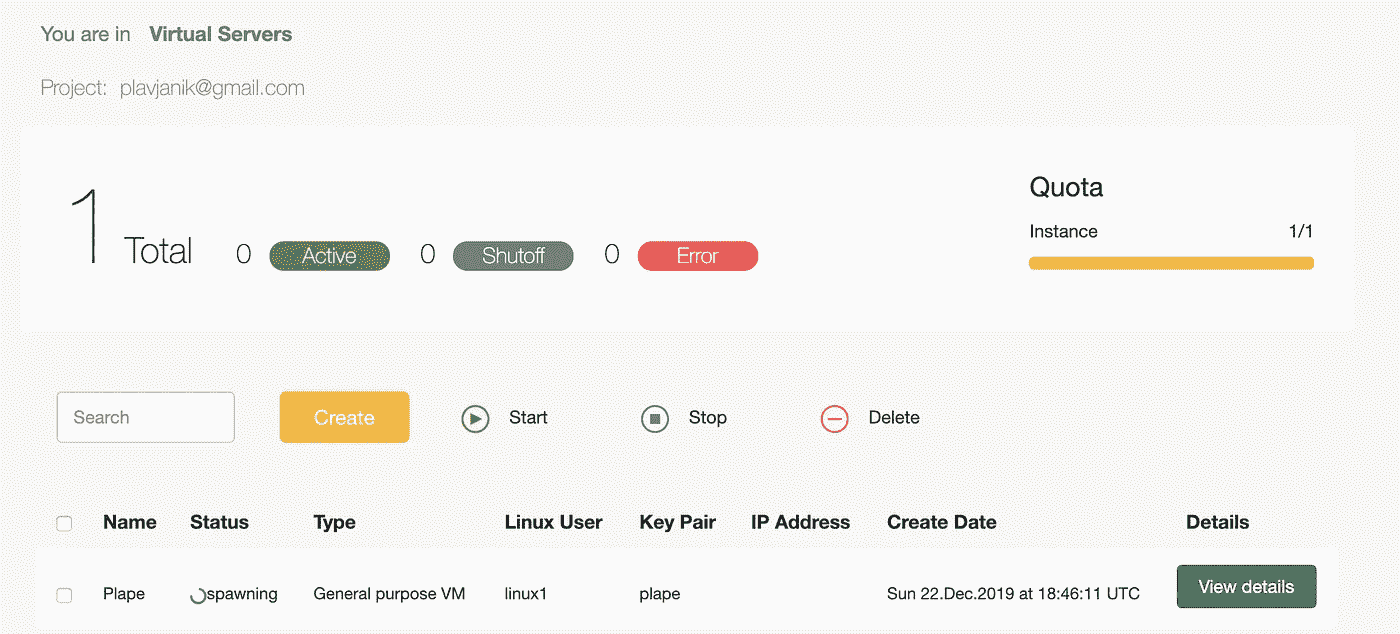 You are in Virtual Servers
Project: plavjanik@gmail.com
Quota
Instance 1/1
1 Total 0 Active 0 Shutoff 0 Error
Search Create Start Stop Delete
Name Status Type Linux User Key Pair IP Address Create Date Details
Plape spawning General purpose VM linux1 plape Sun 22.Dec.2019 at 18:46:11 UTC View details